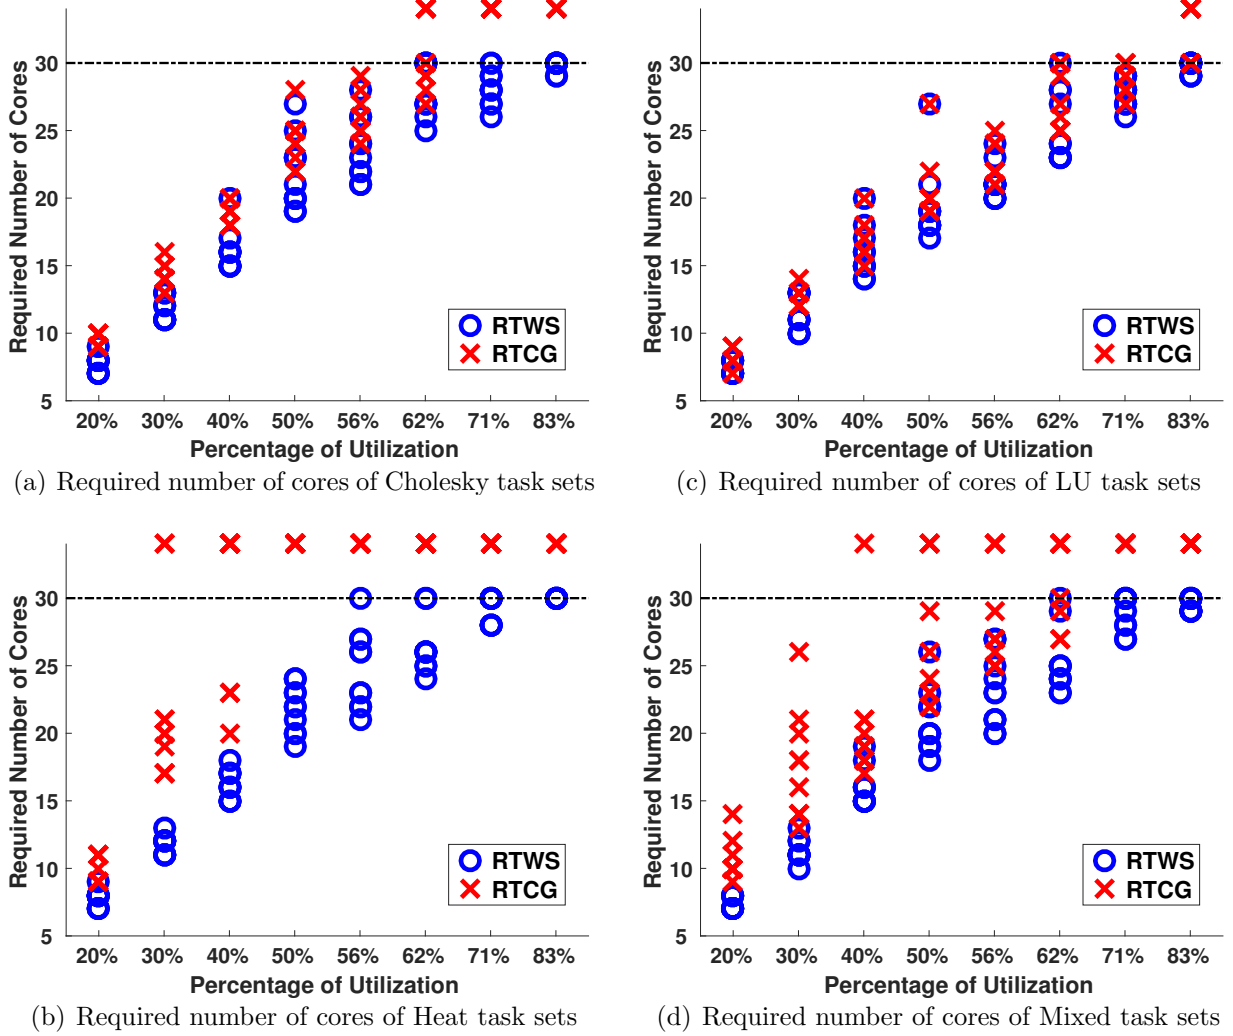 Required Number of Cores
30
25
20
15
10
5
RTWS
RTCG
20% 30% 40% 50% 56% 62% 71% 83%
Percentage of Utilization
(a) Required number of cores of Cholesky task sets
Required Number of Cores
30
25
20
15
10
5
RTWS
RTCG
20% 30% 40% 50% 56% 62% 71% 83%
Percentage of Utilization
(c) Required number of cores of LU task sets
Required Number of Cores
30
25
20
15
10
5
RTWS
RTCG
20% 30% 40% 50% 56% 62% 71% 83%
Percentage of Utilization
(b) Required number of cores of Heat task sets
Required Number of Cores
30
25
20
15
10
5
RTWS
RTCG
20% 30% 40% 50% 56% 62% 71% 83%
Percentage of Utilization
(d) Required number of cores of Mixed task sets